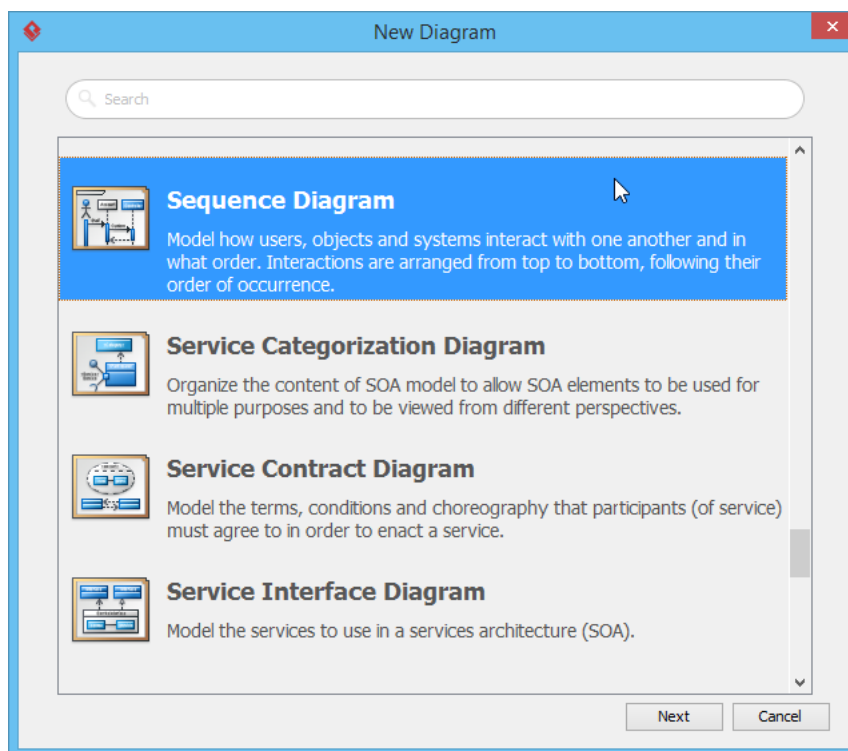 New Diagram
Search
Sequence Diagram
Model how users, objects and systems interact with one another and in
what order. Interactions are arranged from top to bottom, following their
order of occurrence.
Service Categorization Diagram
Organize the content of SOA model to allow SOA elements to be used for
multiple purposes and to be viewed from different perspectives.
Service Contract Diagram
Model the terms, conditions and choreography that participants (of service)
must agree to in order to enact a service.
Service Interface Diagram
Model the services to use in a services architecture (SOA).
Next Cancel